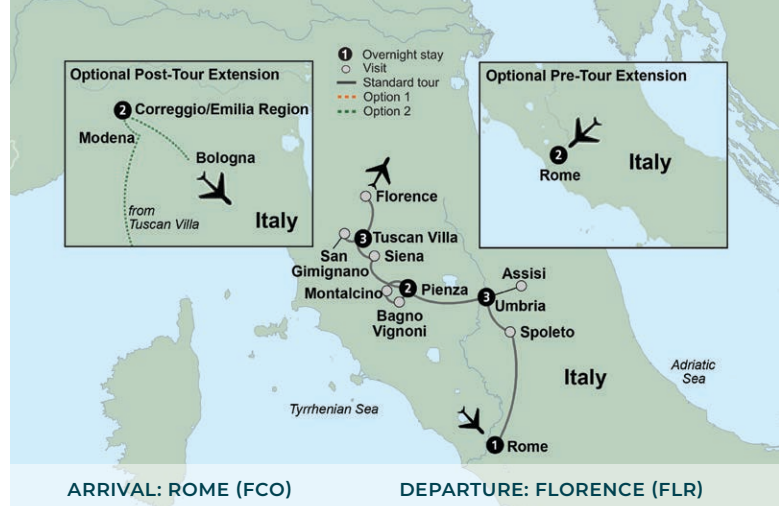 Optional Post-Tour Extension
2 Correggio/Emilia Region
Modena
Bologna
from
Tuscan Villa
Italy
1 Overnight stay
Visit
Standard tour
Option 1
Option 2
Optional Pre-Tour Extension
2
Rome
Italy
Florence
3 Tuscan Villa
San
Gimignano
Siena
Montalcino
2 Pienza
Bagno
Vignoni
Assisi
3 Umbria
Spoleto
Italy
Adriatic
Sea
Tyrrhenian Sea
1 Rome
ARRIVAL: ROME (FCO)
DEPARTURE: FLORENCE (FLR)